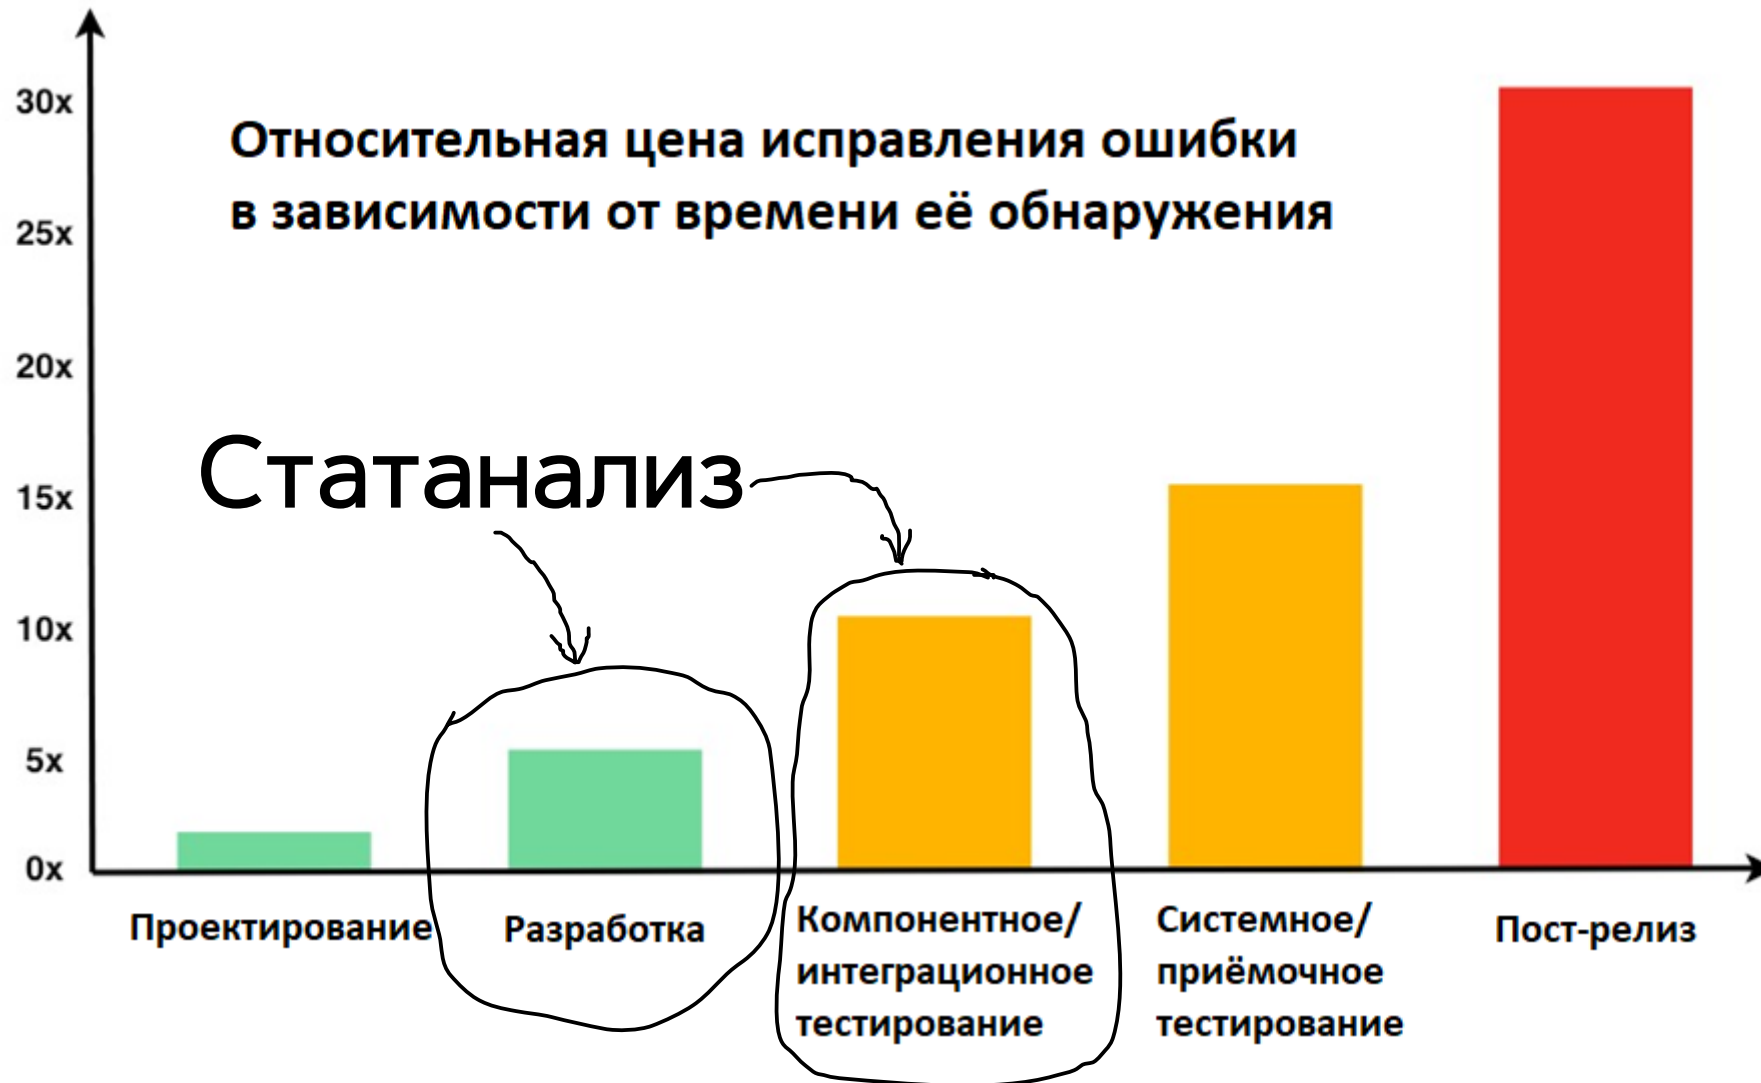 30x
Относительная цена исправления ошибки
в зависимости от времени её обнаружения
25x
20x
Статанализ
15x
10x
5x
0x
Проектирование
Разработка
Компонентное/
интеграционное
тестирование
Системное/
приёмочное
тестирование
Пост-релиз